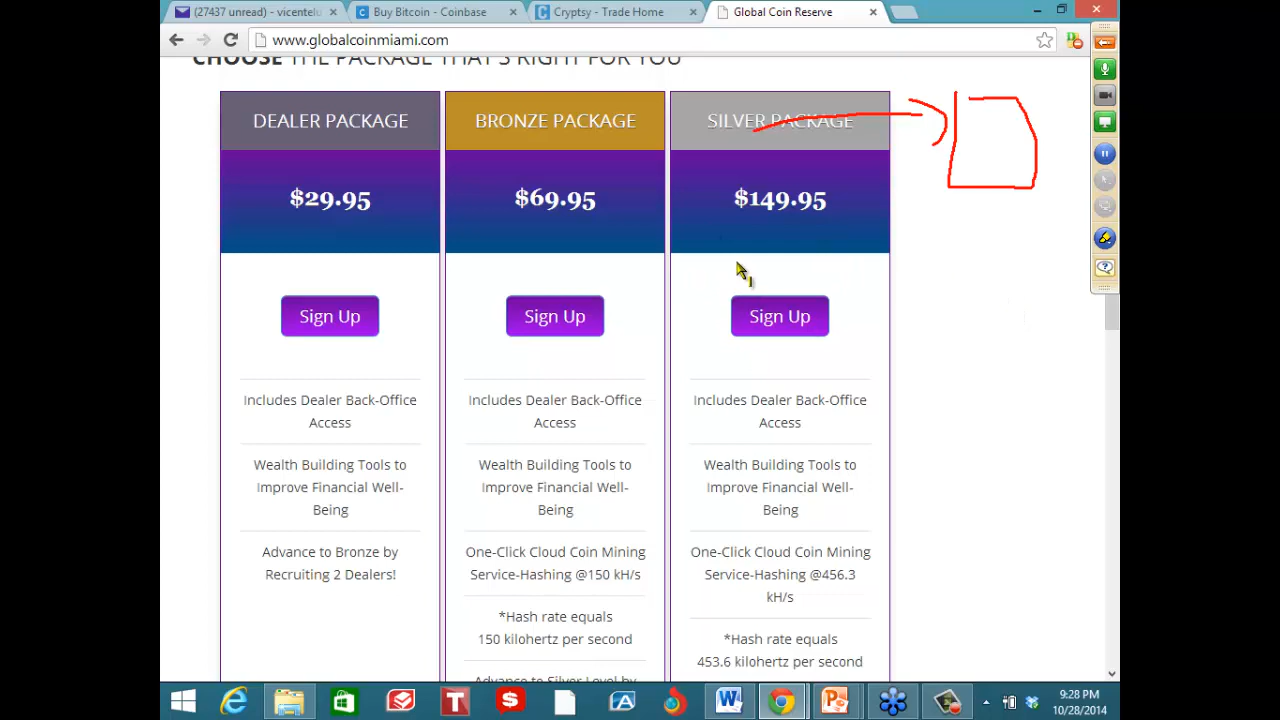 (27437 unread) - vicentelu
Buy Bitcoin - Coinbase
Cryptsy - Trade Home
Global Coin Reserve
www.globalcoinmiami.com
CHOOSE THE PACKAGE THAT'S RIGHT FOR YOU
DEALER PACKAGE
$29.95
Sign Up
Includes Dealer Back-Office
Access
Wealth Building Tools to
Improve Financial Well-
Being
Advance to Bronze by
Recruiting 2 Dealers!
BRONZE PACKAGE
$69.95
Sign Up
Includes Dealer Back-Office
Access
Wealth Building Tools to
Improve Financial Well-
Being
One-Click Cloud Coin Mining
Service-Hashing @150 kH/s
*Hash rate equals
150 kilohertz per second
Advance to Silver Level by
SILVER PACKAGE
$149.95
Sign Up
Includes Dealer Back-Office
Access
Wealth Building Tools to
Improve Financial Well-
Being
One-Click Cloud Coin Mining
Service-Hashing @456.3
kH/s
*Hash rate equals
453.6 kilohertz per second
9:28 PM
10/28/2014